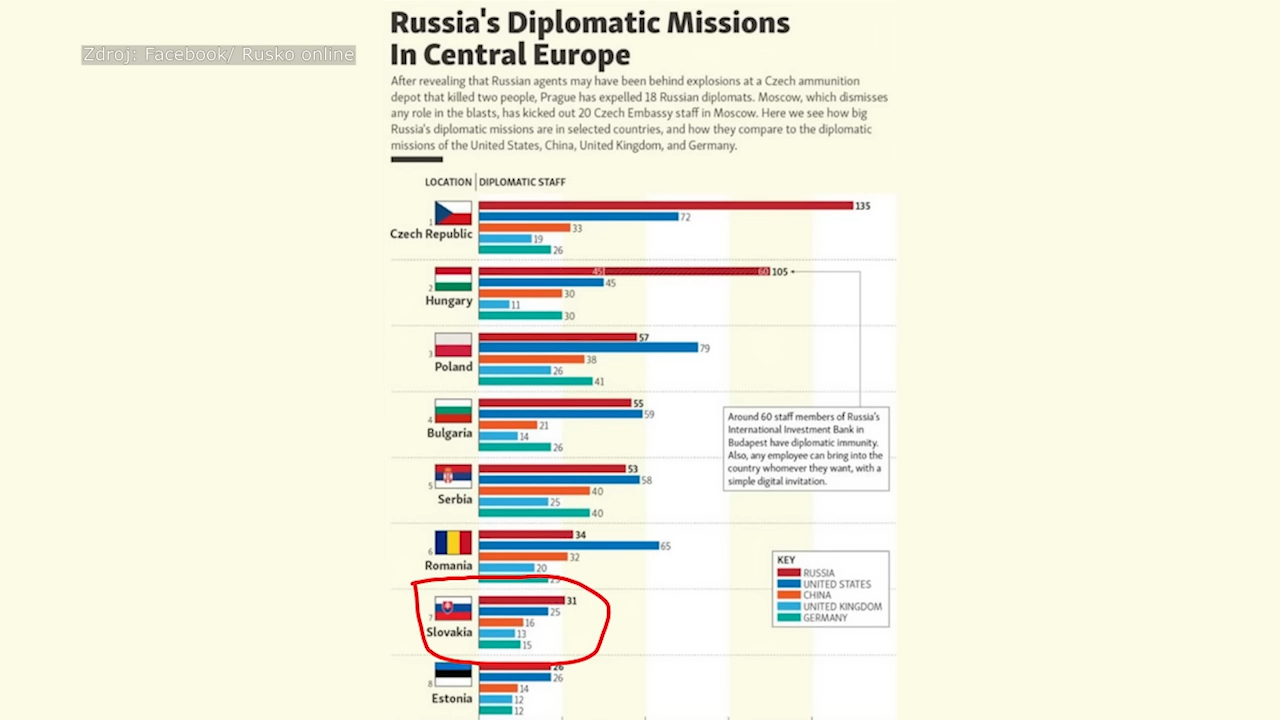 Russia's Diplomatic Missions
In Central Europe
Zdroj: Facebook/ Rusko online
After revealing that Russian agents may have been behind explosions at a Czech ammunition
depot that killed two people, Prague has expelled 18 Russian diplomats. Moscow, which dismisses
any role in the blasts, has kicked out 20 Czech Embassy staff in Moscow. Here we see how big
Russia's diplomatic missions are in selected countries, and how they compare to the diplomatic
missions of the United States, China, United Kingdom, and Germany.
LOCATION DIPLOMATIC STAFF
1
Czech Republic
135
72
33
19
26
2
Hungary
45 60 105
45
30
11
30
3
Poland
57
79
38
26
41
4
Bulgaria
55
59
21
14
26
Around 60 staff members of Russia's
International Investment Bank in
Budapest have diplomatic immunity.
Also, any employee can bring into the
country whomever they want, with a
simple digital invitation.
5
Serbia
53
58
40
25
40
6
Romania
34
65
32
20
KEY
RUSSIA
UNITED STATES
CHINA
UNITED KINGDOM
GERMANY
7
Slovakia
31
25
16
13
15
8
Estonia
26
26
14
12
12